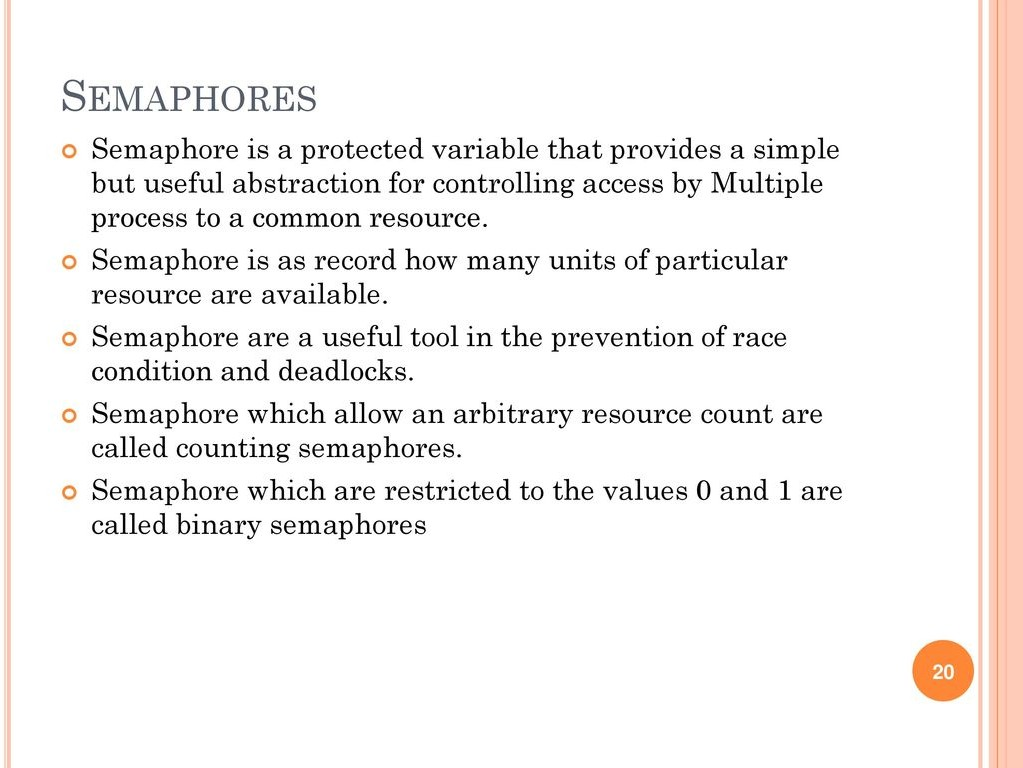 SEMAPHORES
Semaphore is a protected variable that provides a simple
but useful abstraction for controlling access by Multiple
process to a common resource.
Semaphore is as record how many units of particular
resource are available.
Semaphore are a useful tool in the prevention of race
condition and deadlocks.
Semaphore which allow an arbitrary resource count are
called counting semaphores.
Semaphore which are restricted to the values 0 and 1 are
called binary semaphores
20